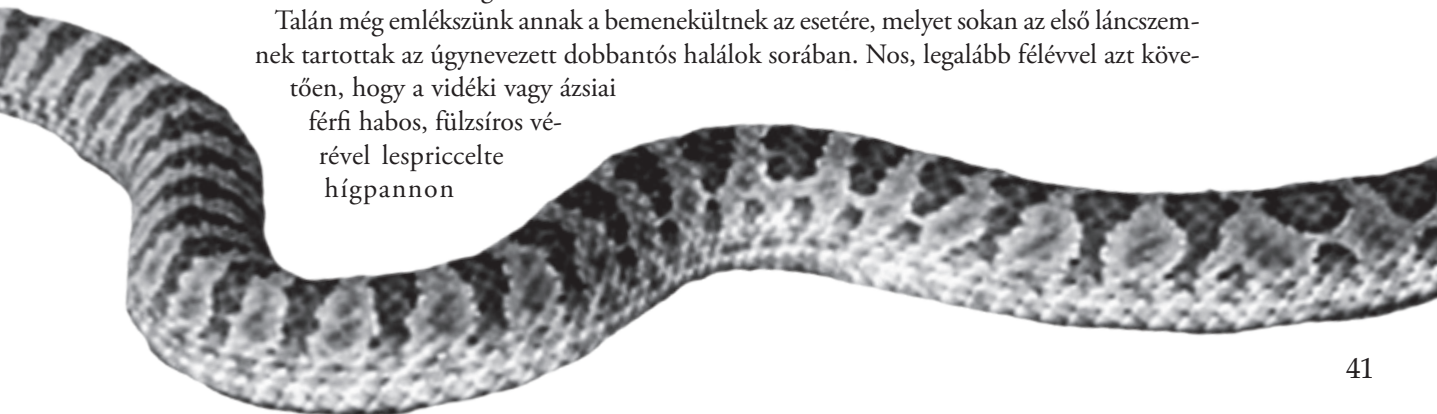 Talán még emlékszünk annak a bemenekültnek az esetére, melyet sokan az első láncszem-
nek tartottak az úgynevezett dobbantós halálok sorában. Nos, legalább félévvel azt köve-
tően, hogy a vidéki vagy ázsiai
férfi habos, fülzsíros vé-
rével lespriccelte
hígpannon
41